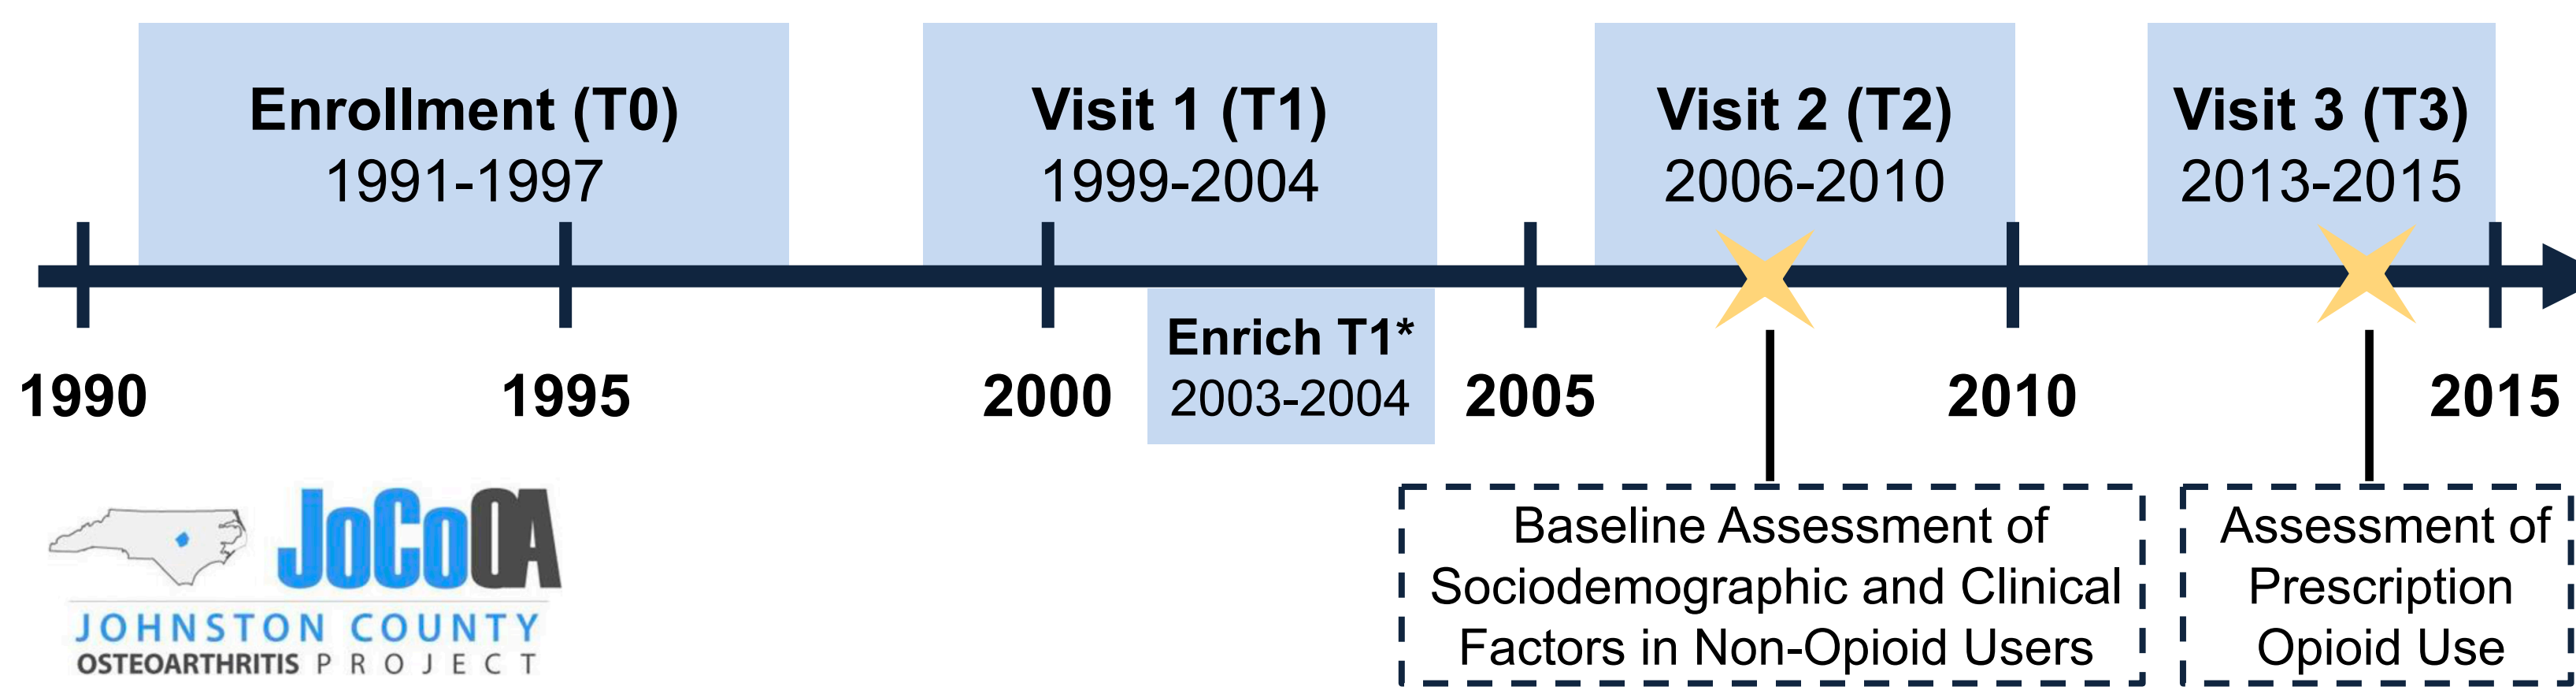 Enrollment (T0)
1991-1997
Visit 1 (T1)
1999-2004
Visit 2 (T2)
2006-2010
Visit 3 (T3)
2013-2015
Enrich T1*
2003-2004
1990
1995
2000
2005
2010
2015
JoCoOA
JOHNSTON COUNTY
OSTEOARTHRITIS PROJECT
Baseline Assessment of
Sociodemographic and Clinical
Factors in Non-Opioid Users
Assessment of
Prescription
Opioid Use